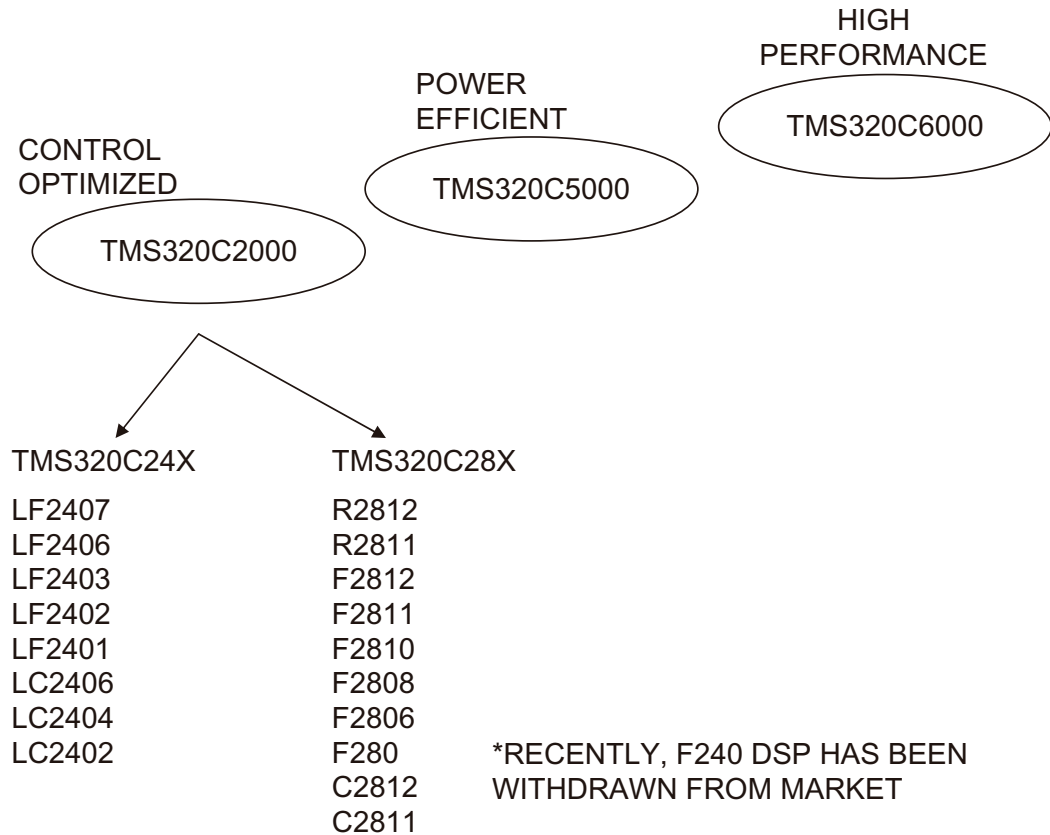 HIGH
PERFORMANCE
TMS320C6000
POWER
EFFICIENT
TMS320C5000
CONTROL
OPTIMIZED
TMS320C2000
TMS320C24X
LF2407
LF2406
LF2403
LF2402
LF2401
LC2406
LC2404
LC2402
TMS320C28X
R2812
R2811
F2812
F2811
F2810
F2808
F2806
F280
C2812
C2811
*RECENTLY, F240 DSP HAS BEEN
WITHDRAWN FROM MARKET